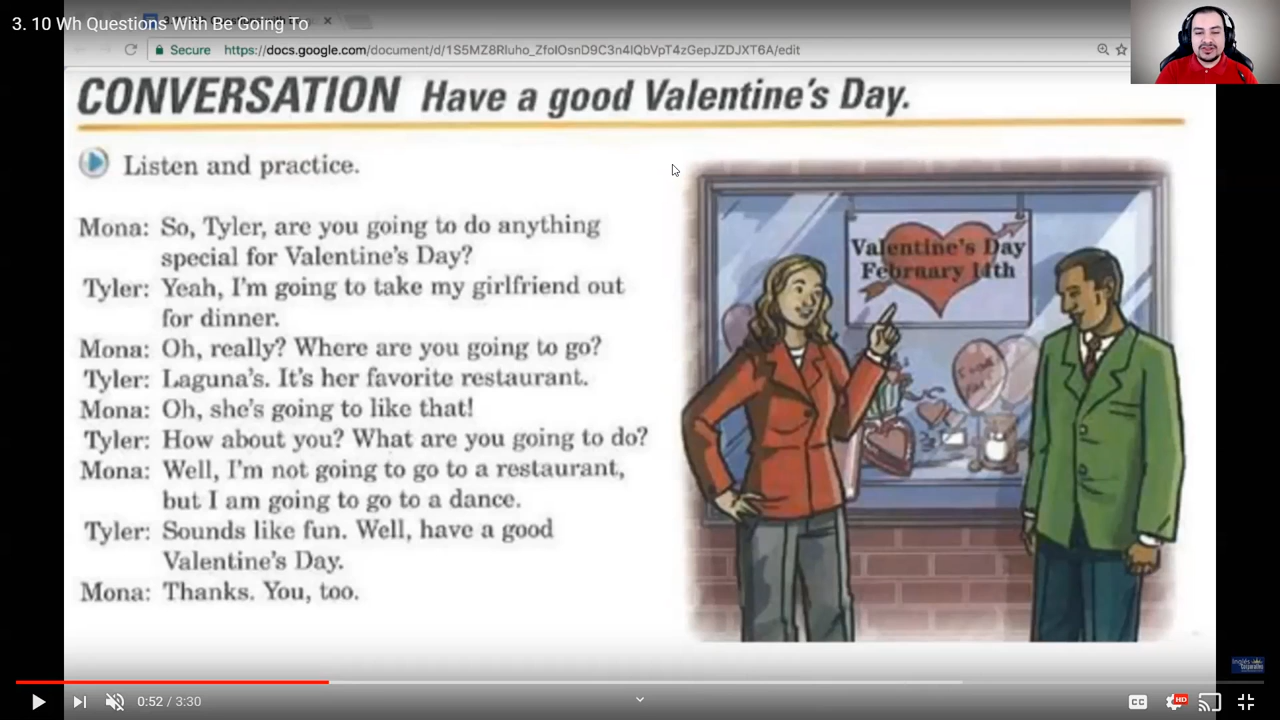 3. 10 Wh Questions With Be Going To
Secure https://docs.google.com/document/d/1S5MZ8Rluho_ZfoIOsnD9C3n4lQbVpT4zGepJZDJXT6A/edit
CONVERSATION Have a good Valentine's Day.
Listen and practice.
Mona: So, Tyler, are you going to do anything
special for Valentine's Day?
Tyler: Yeah, I'm going to take my girlfriend out
for dinner.
Mona: Oh, really? Where are you going to go?
Tyler: Laguna's. It's her favorite restaurant.
Mona: Oh, she's going to like that!
Tyler: How about you? What are you going to do?
Mona: Well, I'm not going to go to a restaurant,
but I am going to go to a dance.
Tyler: Sounds like fun. Well, have a good
Valentine's Day.
Mona: Thanks. You, too.
Valentine's Day
February 14th
Inglés
Corporativo
0:52 / 3:30
CC
HD